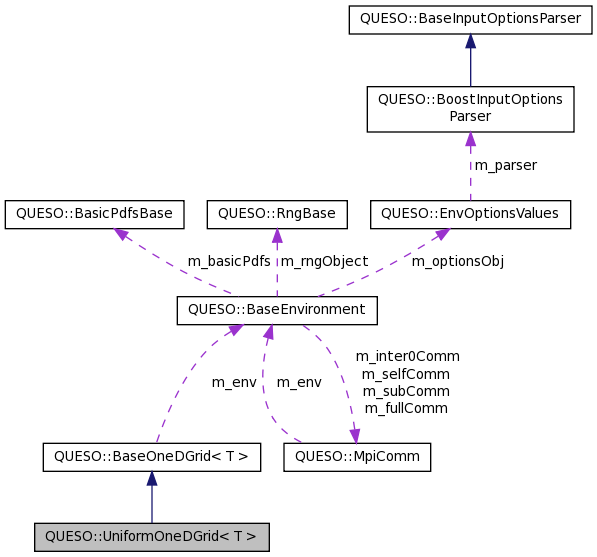 QUESO::BaseInputOptionsParser
QUESO::BoostInputOptions
Parser
m_parser
QUESO::BasicPdfsBase
QUESO::RngBase
QUESO::EnvOptionsValues
m_basicPdfs
m_rngObject
m_optionsObj
QUESO::BaseEnvironment
m_env
m_env
m_inter0Comm
m_selfComm
m_subComm
m_fullComm
QUESO::BaseOneDGrid< T >
QUESO::MpiComm
QUESO::UniformOneDGrid< T >